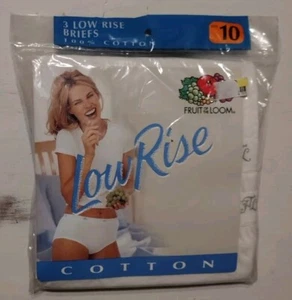 3 LOW RISE
BRIEFS
100% COTTON
10
FRUIT OF THE LOOM®
Low Rise
COTTON